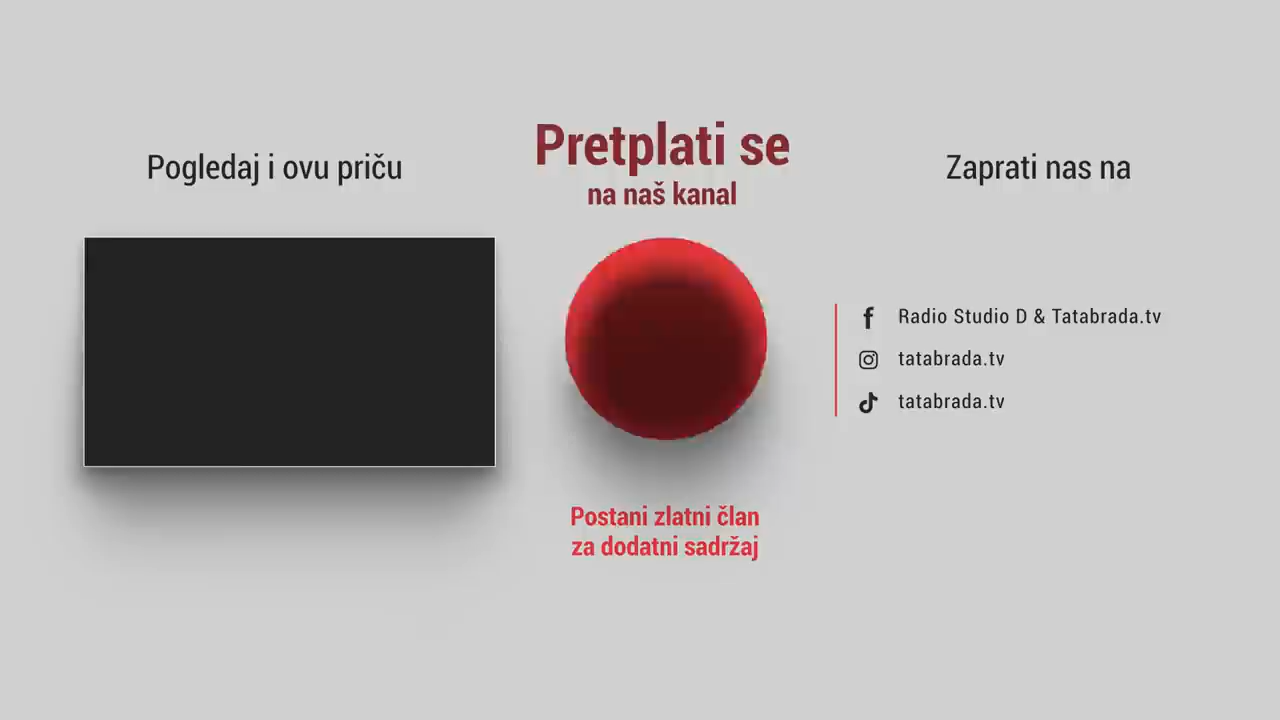 Pogledaj i ovu priču
Pretplati se
na naš kanal
Postani zlatni član
za dodatni sadržaj
Zaprati nas na
Radio Studio D & Tatabrada.tv
tatabrada.tv
tatabrada.tv